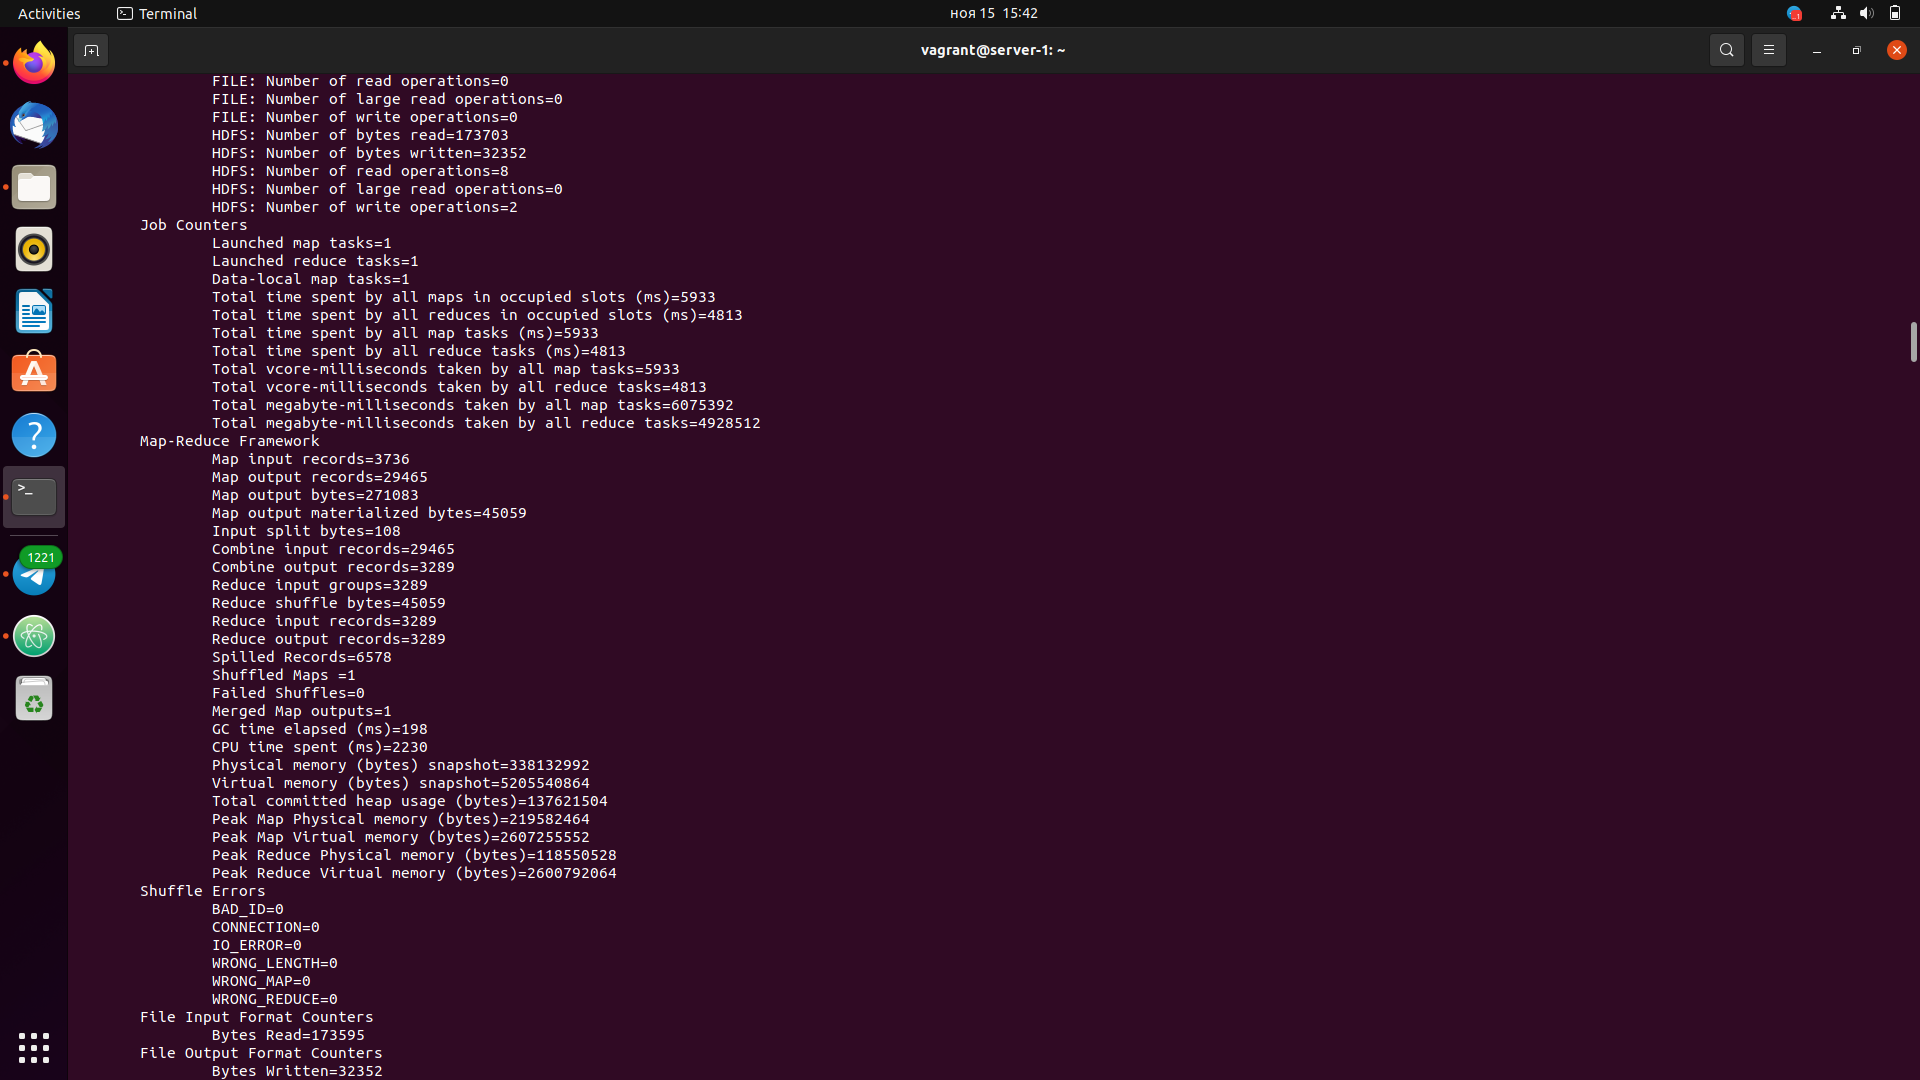 Activities
Terminal
ноя 15 15:42
vagrant@server-1: ~
FILE: Number of read operations=0
FILE: Number of large read operations=0
FILE: Number of write operations=0
HDFS: Number of bytes read=173703
HDFS: Number of bytes written=32352
HDFS: Number of read operations=8
HDFS: Number of large read operations=0
HDFS: Number of write operations=2
Job Counters
Launched map tasks=1
Launched reduce tasks=1
Data-local map tasks=1
Total time spent by all maps in occupied slots (ms)=5933
Total time spent by all reduces in occupied slots (ms)=4813
Total time spent by all map tasks (ms)=5933
Total time spent by all reduce tasks (ms)=4813
Total vcore-milliseconds taken by all map tasks=5933
Total vcore-milliseconds taken by all reduce tasks=4813
Total megabyte-milliseconds taken by all map tasks=6075392
Total megabyte-milliseconds taken by all reduce tasks=4928512
Map-Reduce Framework
Map input records=3736
Map output records=29465
Map output bytes=271083
Map output materialized bytes=45059
Input split bytes=108
Combine input records=29465
Combine output records=3289
Reduce input groups=3289
Reduce shuffle bytes=45059
Reduce input records=3289
Reduce output records=3289
Spilled Records=6578
Shuffled Maps =1
Failed Shuffles=0
Merged Map outputs=1
GC time elapsed (ms)=198
CPU time spent (ms)=2230
Physical memory (bytes) snapshot=338132992
Virtual memory (bytes) snapshot=5205540864
Total committed heap usage (bytes)=137621504
Peak Map Physical memory (bytes)=219582464
Peak Map Virtual memory (bytes)=2607255552
Peak Reduce Physical memory (bytes)=118550528
Peak Reduce Virtual memory (bytes)=2600792064
Shuffle Errors
BAD_ID=0
CONNECTION=0
IO_ERROR=0
WRONG_LENGTH=0
WRONG_MAP=0
WRONG_REDUCE=0
File Input Format Counters
Bytes Read=173595
File Output Format Counters
Bytes Written=32352
1221